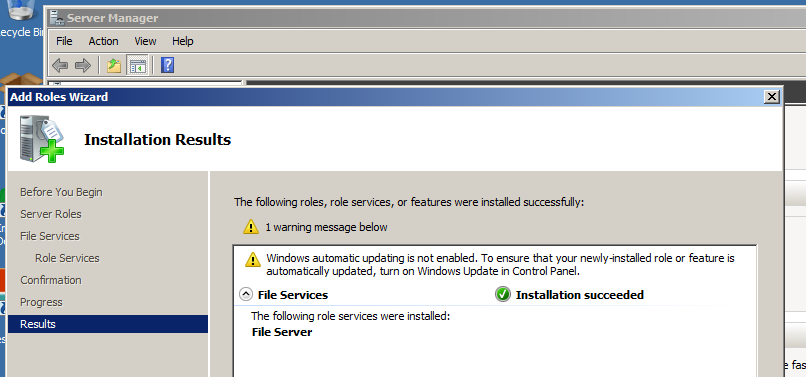 Server Manager
ecycle Bin
File Action View Help
Add Roles Wizard
Installation Results
Before You Begin
Server Roles
File Services
Role Services
Confirmation
Progress
Results
The following roles, role services, or features were installed successfully:
1 warning message below
Windows automatic updating is not enabled. To ensure that your newly-installed role or feature is
automatically updated, turn on Windows Update in Control Panel.
File Services
Installation succeeded
The following role services were installed:
File Server
e fas